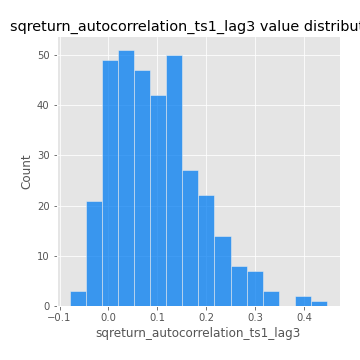 sqreturn_autocorrelation_ts1_lag3 value distribut
50
40
30
20
10
0
Count
−0.1 0.0 0.1 0.2 0.3 0.4
sqreturn_autocorrelation_ts1_lag3